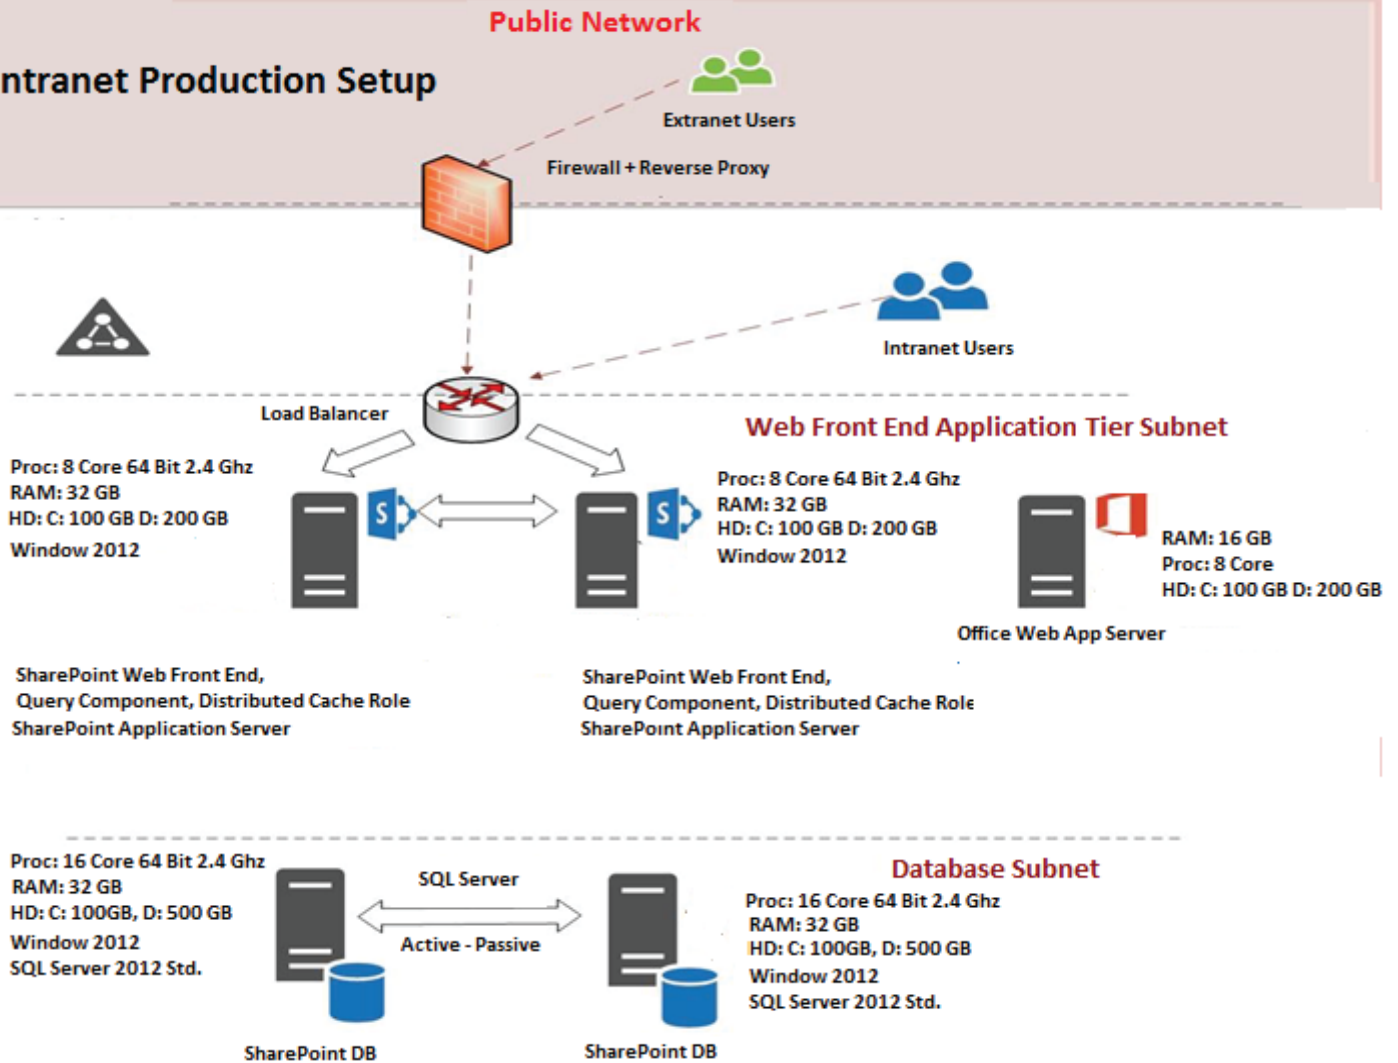 Public Network
ntranet Production Setup
Extranet Users
Firewall + Reverse Proxy
Intranet Users
Load Balancer
Web Front End Application Tier Subnet
Proc: 8 Core 64 Bit 2.4 Ghz
RAM: 32 GB
HD: C: 100 GB D: 200 GB
Window 2012
S
S
Proc: 8 Core 64 Bit 2.4 Ghz
RAM: 32 GB
HD: C: 100 GB D: 200 GB
Window 2012
RAM: 16 GB
Proc: 8 Core
HD: C: 100 GB D: 200 GB
Office Web App Server
SharePoint Web Front End,
Query Component, Distributed Cache Role
SharePoint Application Server
SharePoint Web Front End,
Query Component, Distributed Cache Role
SharePoint Application Server
Database Subnet
Proc: 16 Core 64 Bit 2.4 Ghz
RAM: 32 GB
HD: C: 100GB, D: 500 GB
Window 2012
SQL Server 2012 Std.
SQL Server
Active - Passive
Proc: 16 Core 64 Bit 2.4 Ghz
RAM: 32 GB
HD: C: 100GB, D: 500 GB
Window 2012
SQL Server 2012 Std.
SharePoint DB
SharePoint DB